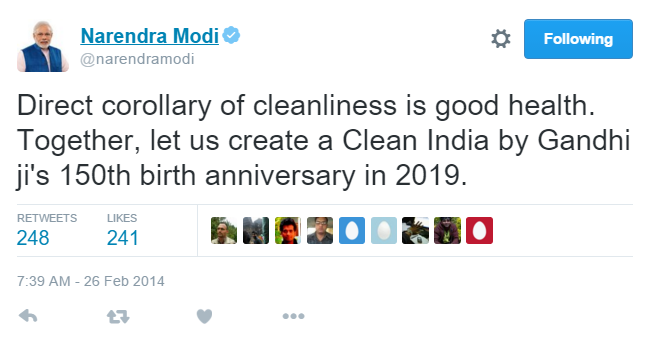 Narendra Modi
@narendramodi
Following
Direct corollary of cleanliness is good health.
Together, let us create a Clean India by Gandhi
ji's 150th birth anniversary in 2019.
RETWEETS LIKES
248 241
7:39 AM - 26 Feb 2014